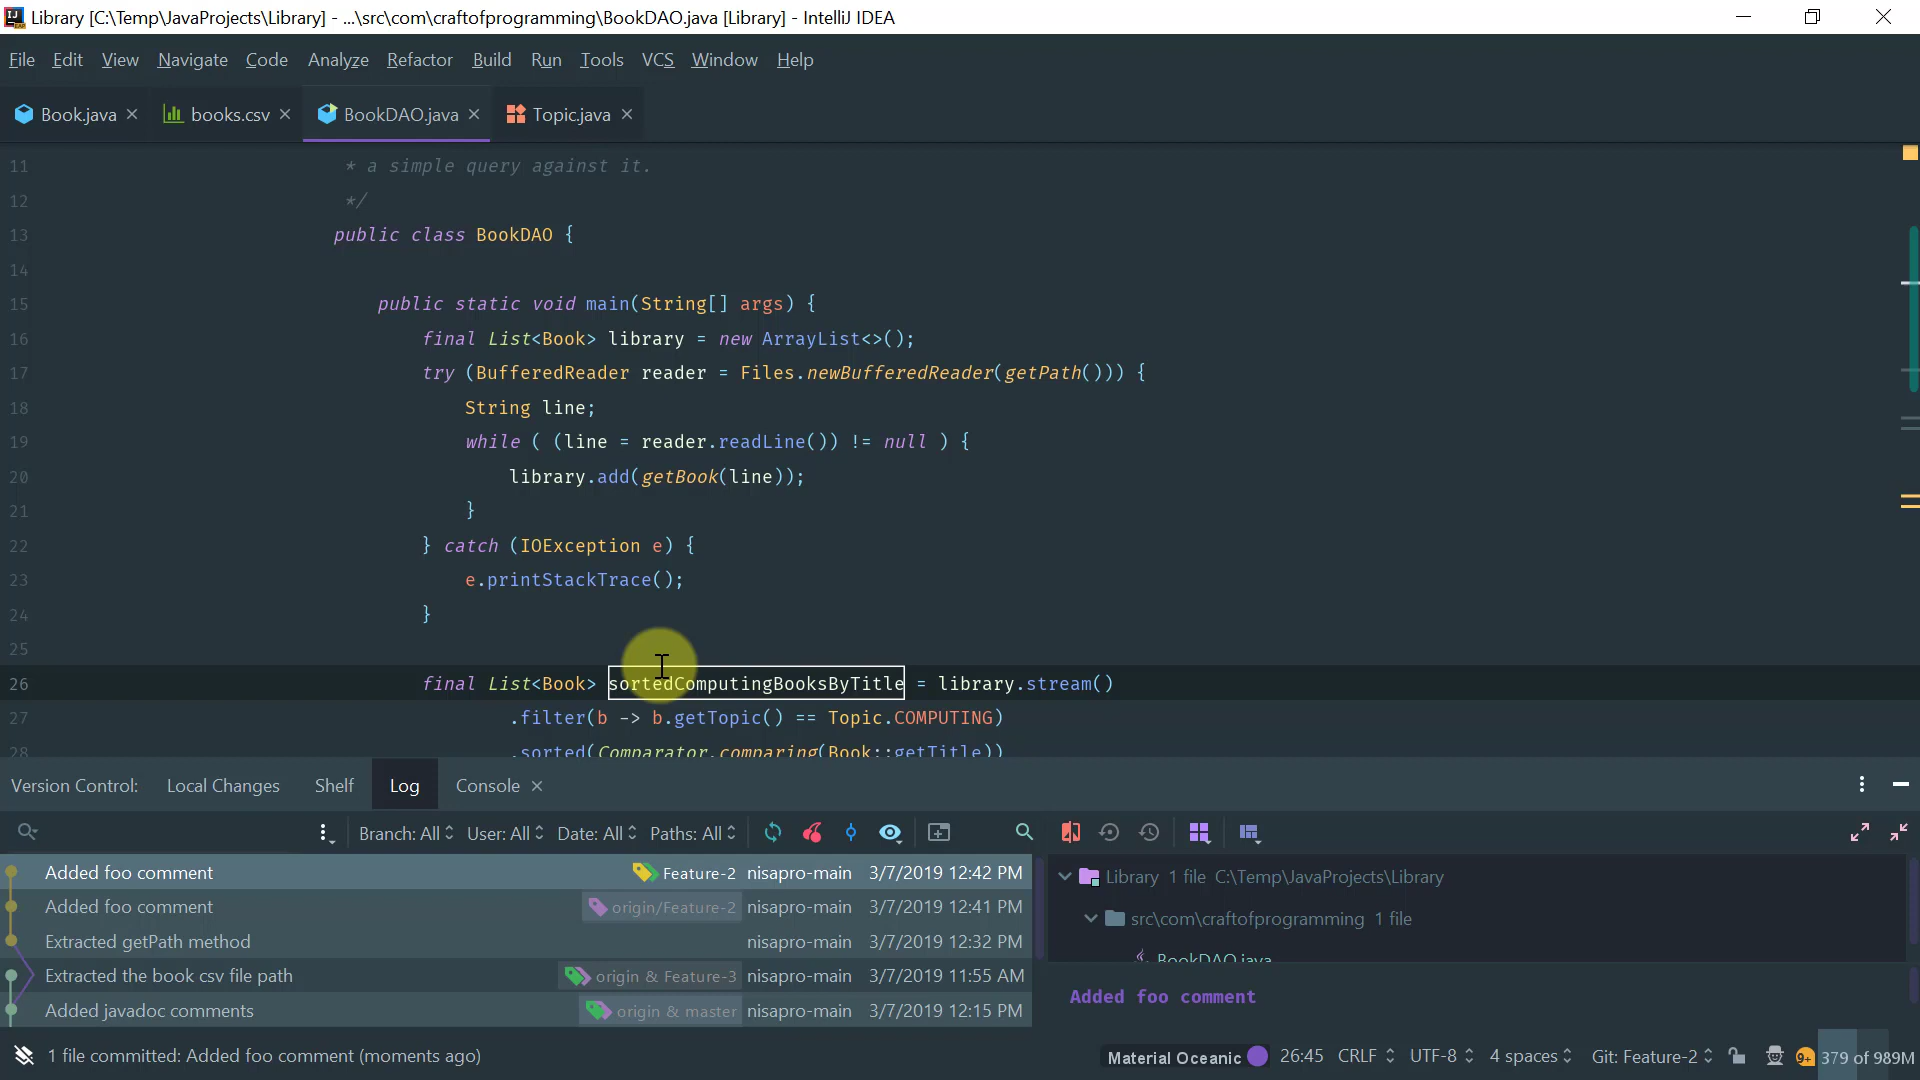 Library [C:\Temp\JavaProjects\Library] - ...\src\com\craftofprogramming\BookDAO.java [Library] - IntelliJ IDEA
File Edit View Navigate Code Analyze Refactor Build Run Tools VCS Window Help
Book.java books.csv BookDAO.java Topic.java
11 * a simple query against it.
12 */
13 public class BookDAO {
14
15 public static void main(String[] args) {
16 final List<Book> library = new ArrayList<>();
17 try (BufferedReader reader = Files.newBufferedReader(getPath())) {
18 String line;
19 while ( (line = reader.readLine()) != null ) {
20 library.add(getBook(line));
21 }
22 } catch (IOException e) {
23 e.printStackTrace();
24 }
25
26 final List<Book> sortedComputingBooksByTitle = library.stream()
27 .filter(b -> b.getTopic() == Topic.COMPUTING)
28 .sorted(Comparator.comparing(Book::getTitle))
Version Control: Local Changes Shelf Log Console
Branch: All User: All Date: All Paths: All
Added foo comment Feature-2 nisapro-main 3/7/2019 12:42 PM
Added foo comment origin/Feature-2 nisapro-main 3/7/2019 12:41 PM
Extracted getPath method nisapro-main 3/7/2019 12:32 PM
Extracted the book csv file path origin & Feature-3 nisapro-main 3/7/2019 11:55 AM
Added javadoc comments origin & master nisapro-main 3/7/2019 12:15 PM
Library 1 file C:\Temp\JavaProjects\Library
src\com\craftofprogramming 1 file
BookDAO.java
Added foo comment
1 file committed: Added foo comment (moments ago)
Material Oceanic 26:45 CRLF UTF-8 4 spaces Git: Feature-2 9+ 379 of 989M